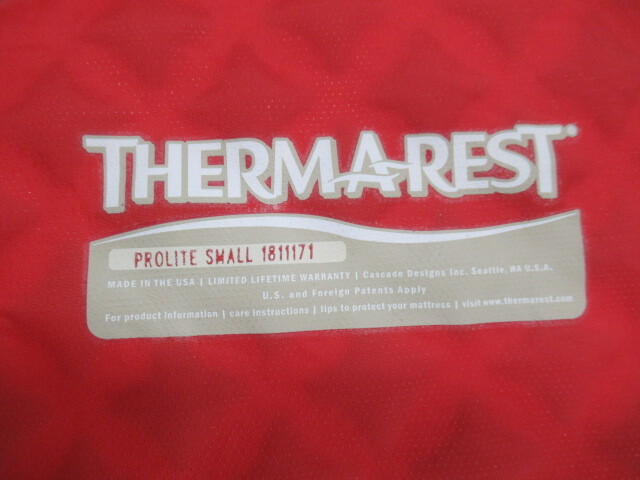 THERMAREST
PROLITE SMALL 1811171
MADE IN THE USA | LIMITED LIFETIME WARRANTY | Cascade Designs Inc. Seattle, WA U.S.A.
U.S. and Foreign Patents Apply
For product information | care instructions | tips to protect your mattress | visit www.thermarest.com